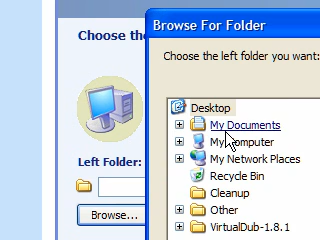 Choose the
Browse For Folder
Choose the left folder you want:
Desktop
My Documents
My Computer
My Network Places
Recycle Bin
Left Folder:
Cleanup
Other
Browse...
VirtualDub-1.8.1